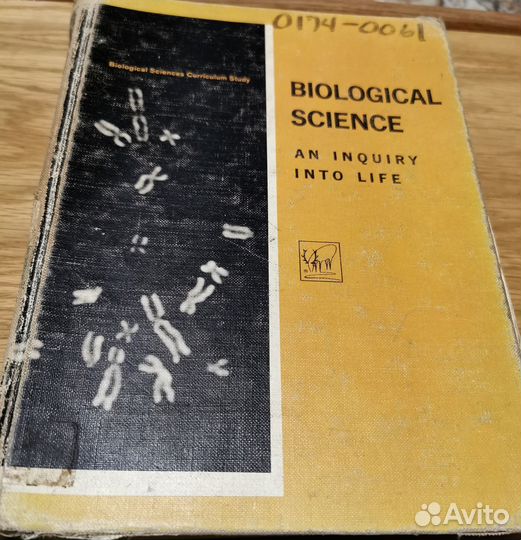 0174-0061
Biological Sciences Curriculum Study
BIOLOGICAL
SCIENCE
AN INQUIRY
INTO LIFE
Avito